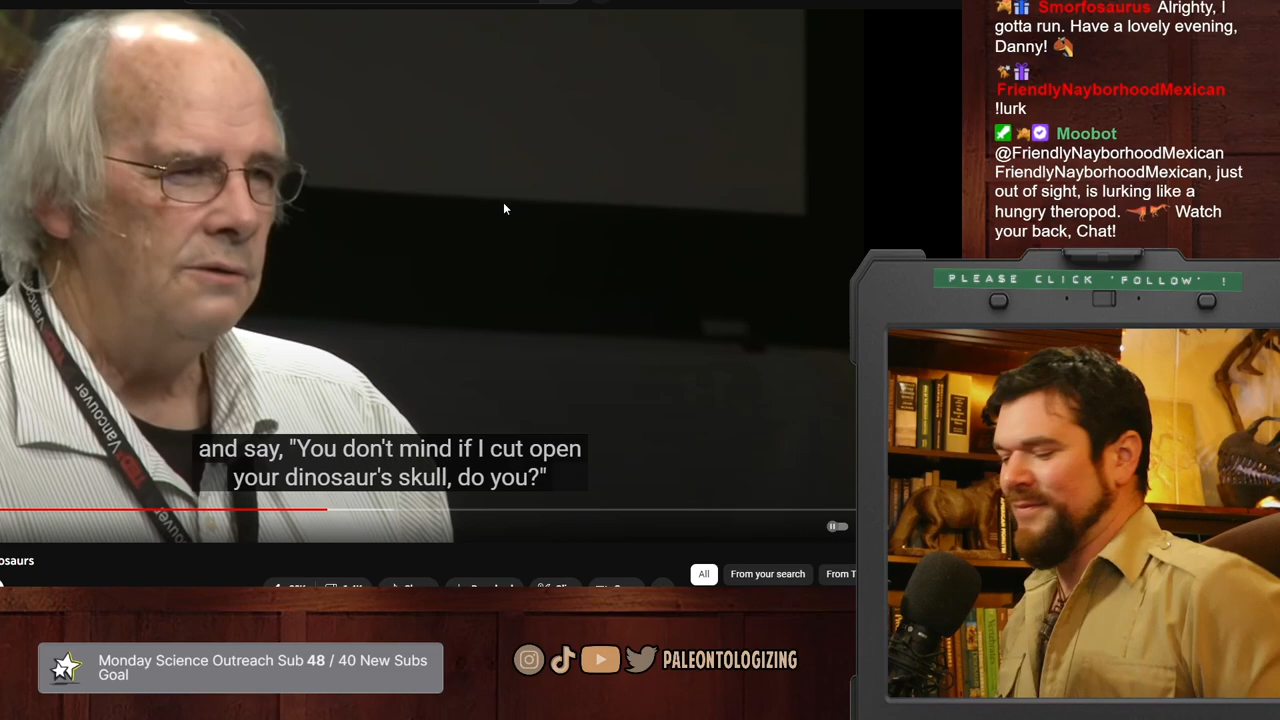 Smorfosaurus Alrighty, I
gotta run. Have a lovely evening,
Danny!
FriendlyNayborhoodMexican
!lurk
Moobot
@FriendlyNayborhoodMexican
FriendlyNayborhoodMexican, just
out of sight, is lurking like a
hungry theropod. Watch
your back, Chat!
PLEASE CLICK 'FOLLOW' !
TED Vancouver
Vancouver
and say, "You don't mind if I cut open
your dinosaur's skull, do you?"
osaurs
All
From your search
From T
Monday Science Outreach Sub 48 / 40 New Subs
Goal
PALEONTOLOGIZING